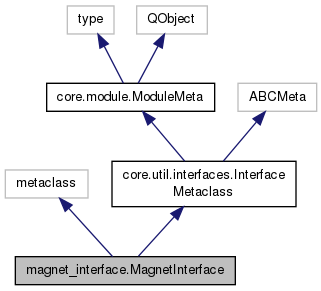 type
QObject
core.module.ModuleMeta
ABCMeta
core.util.interfaces.Interface
Metaclass
metaclass
magnet_interface.MagnetInterface